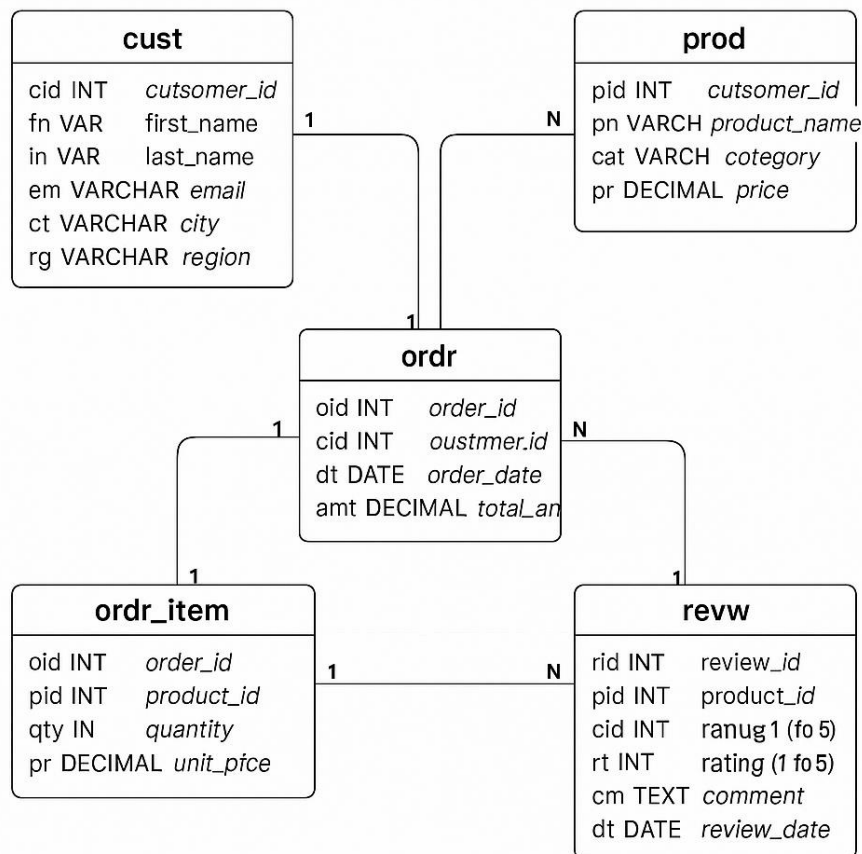 cust
cid INT cutsomer_id
fn VAR first_name
in VAR last_name
em VARCHAR email
ct VARCHAR city
rg VARCHAR region
prod
pid INT cutsomer_id
pn VARCH product_name
cat VARCH cotegory
pr DECIMAL price
1
N
1
ordr
oid INT order_id
cid INT oustmer.id
dt DATE order_date
amt DECIMAL total_an
1
N
1
1
ordr_item
oid INT order_id
pid INT product_id
qty IN quantity
pr DECIMAL unit_pfce
1
N
revw
rid INT review_id
pid INT product_id
cid INT ranug 1 (fo 5)
rt INT rating (1 fo 5)
cm TEXT comment
dt DATE review_date